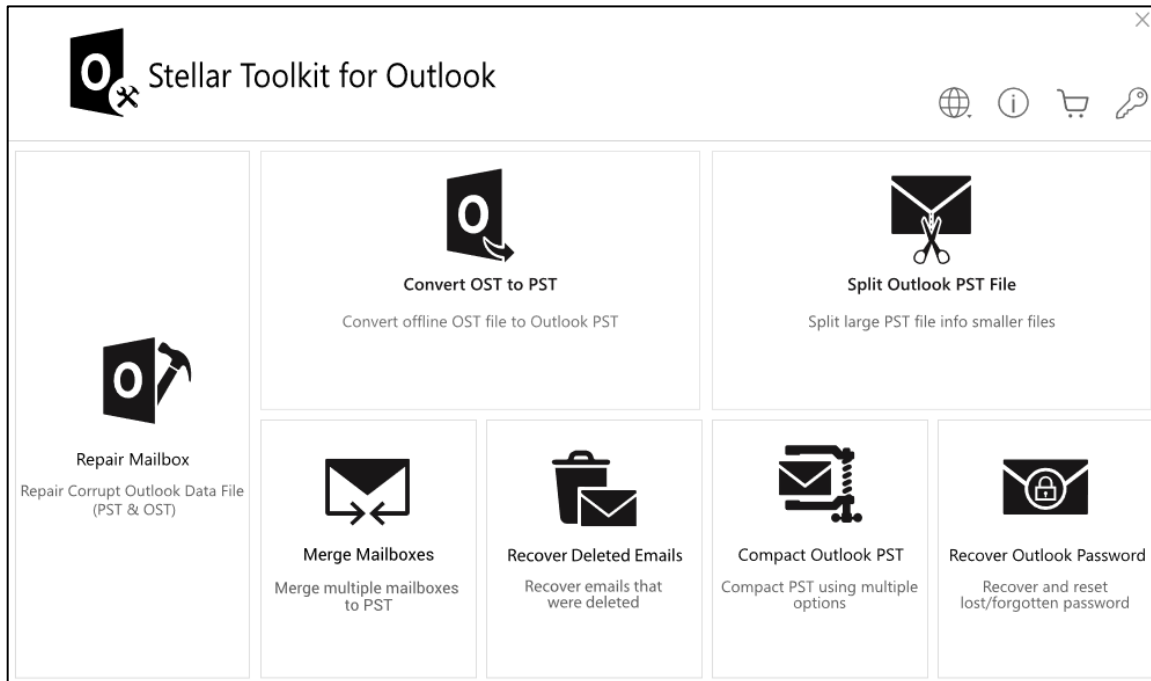 Stellar Toolkit for Outlook
Convert OST to PST
Convert offline OST file to Outlook PST
Split Outlook PST File
Split large PST file info smaller files
Repair Mailbox
Repair Corrupt Outlook Data File
(PST & OST)
Merge Mailboxes
Merge multiple mailboxes
to PST
Recover Deleted Emails
Recover emails that
were deleted
Compact Outlook PST
Compact PST using multiple
options
Recover Outlook Password
Recover and reset
lost/forgotten password